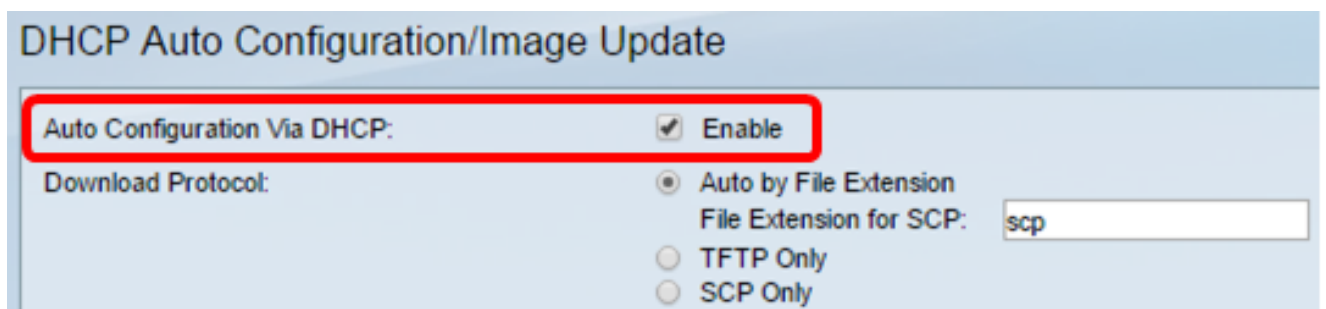 DHCP Auto Configuration/Image Update
Auto Configuration Via DHCP: Enable
Download Protocol: Auto by File Extension
File Extension for SCP: scp
TFTP Only
SCP Only